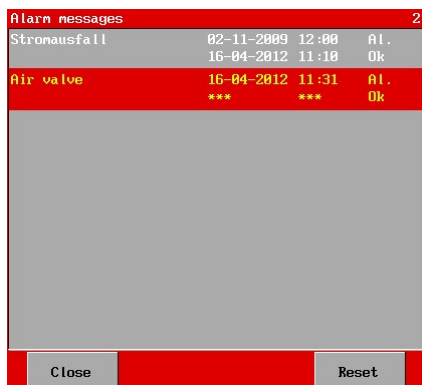 Alarm messages 2
Stromausfall 02-11-2009 12:00 Al.
16-04-2012 11:10 Ok
Air valve 16-04-2012 11:31 Al.
*** *** Ok
Close Reset